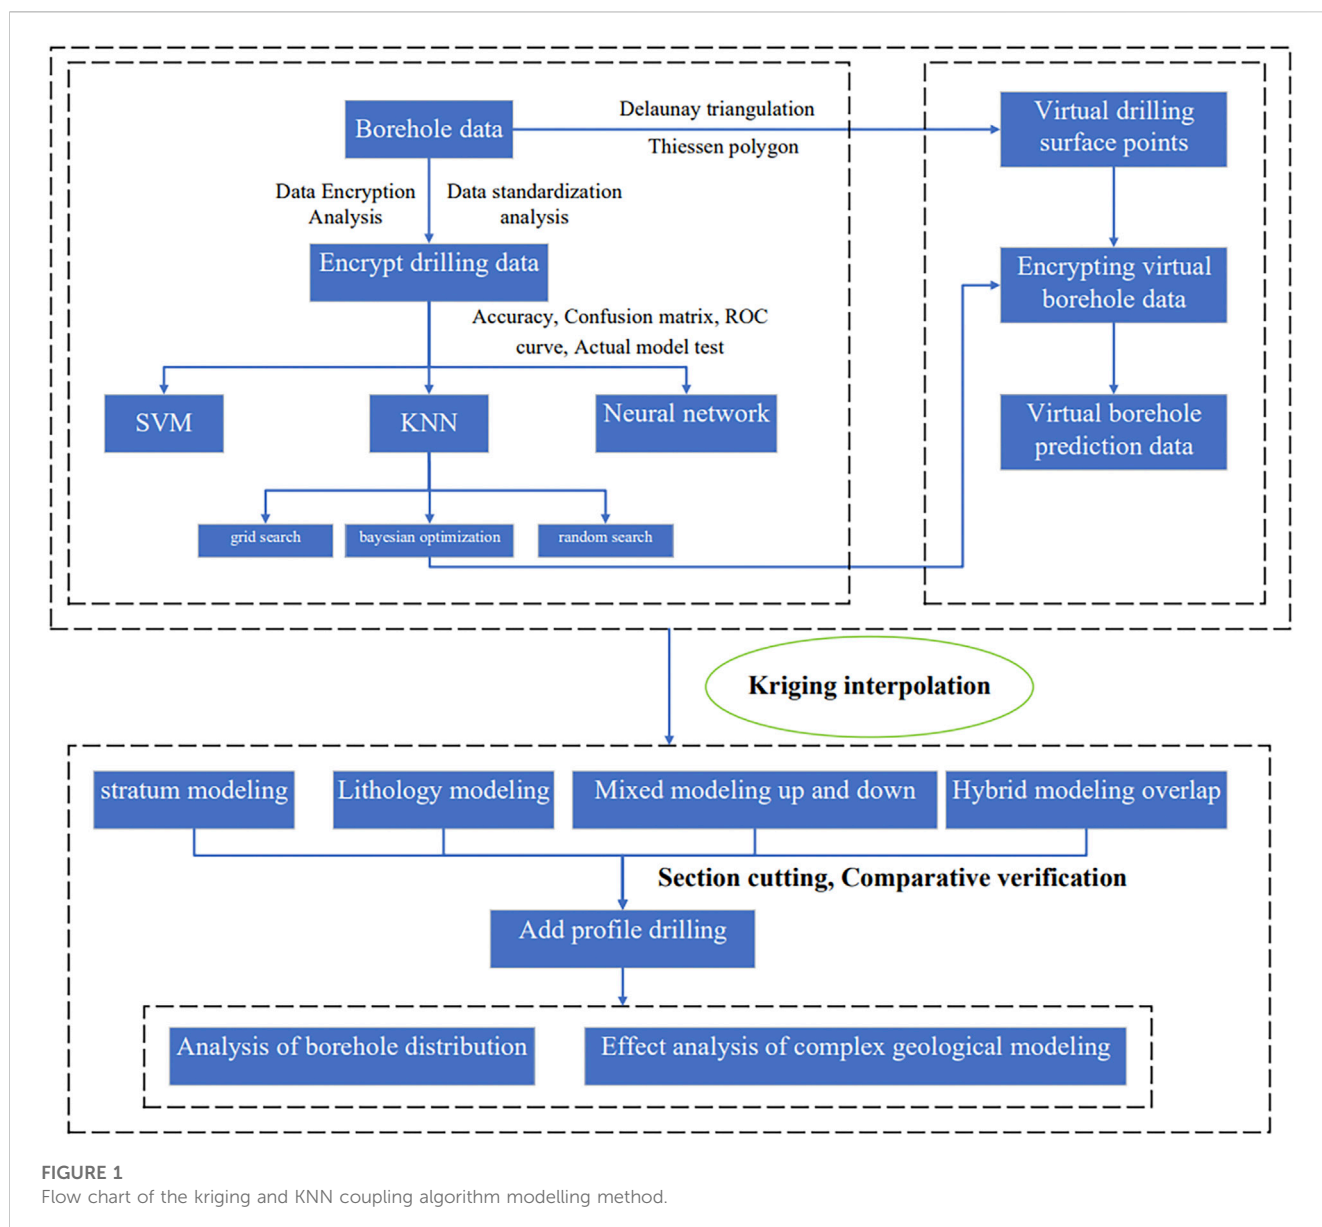 Borehole data
Delaunay triangulation
Thiessen polygon
Virtual drilling
surface points
Data Encryption
Analysis
Data standardization
analysis
Encrypt drilling data
Encrypting virtual
borehole data
Accuracy, Confusion matrix, ROC
curve, Actual model test
SVM
KNN
Neural network
Virtual borehole
prediction data
grid search
bayesian optimization
random search
Kriging interpolation
stratum modeling
Lithology modeling
Mixed modeling up and down
Hybrid modeling overlap
Section cutting, Comparative verification
Add profile drilling
Analysis of borehole distribution
Effect analysis of complex geological modeling
FIGURE 1
Flow chart of the kriging and KNN coupling algorithm modelling method.